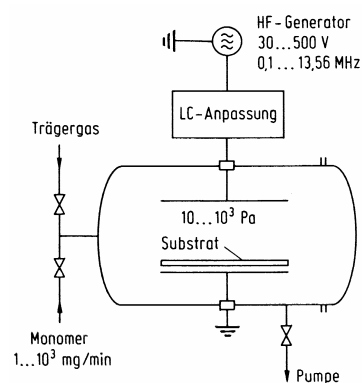 HF-Generator
30...500 V
0,1...13,56 MHz
LC-Anpassung
Trägergas
10...10³ Pa
Substrat
Monomer
1...10³ mg/min
Pumpe